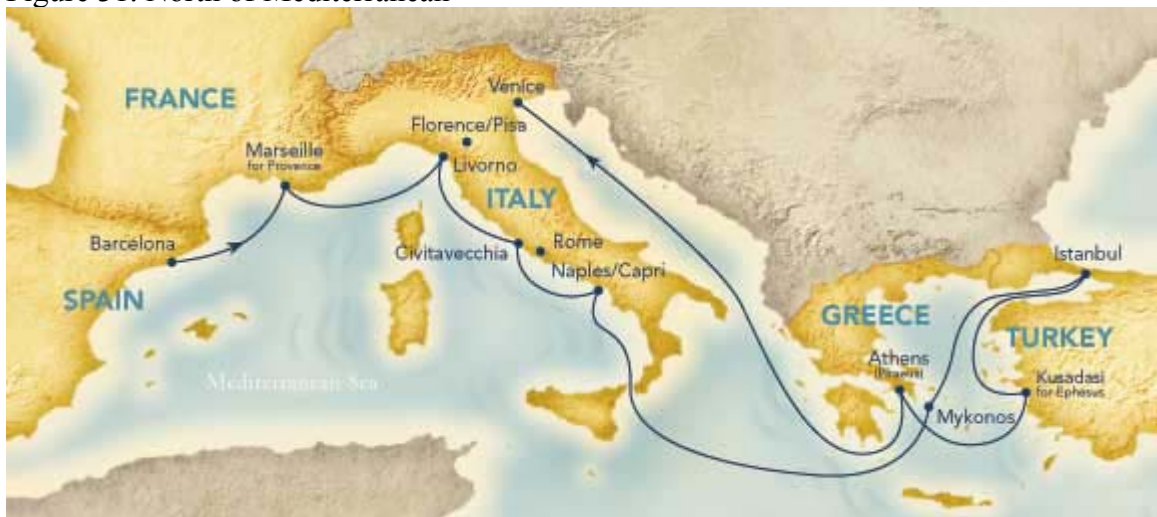 Figure 31: North of Mediterranean
Venice
FRANCE
Florence/Pisa
Marseille
for Provence
Livorno
ITALY
Barcelona
Civitavecchia
Rome
Naples/Capri
Istanbul
SPAIN
GREECE
TURKEY
Athens
(Piraeus)
Kusadasi
for Ephesus
Mediterranean Sea
Mykonos